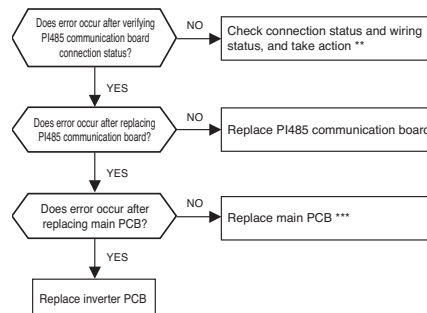 Does error occur after verifying
PI485 communication board
connection status?
NO
Check connection status and wiring
status, and take action **
YES
Does error occur after replacing
PI485 communication board?
NO
Replace PI485 communication board
YES
Does error occur after
replacing main PCB?
NO
Replace main PCB ***
YES
Replace inverter PCB